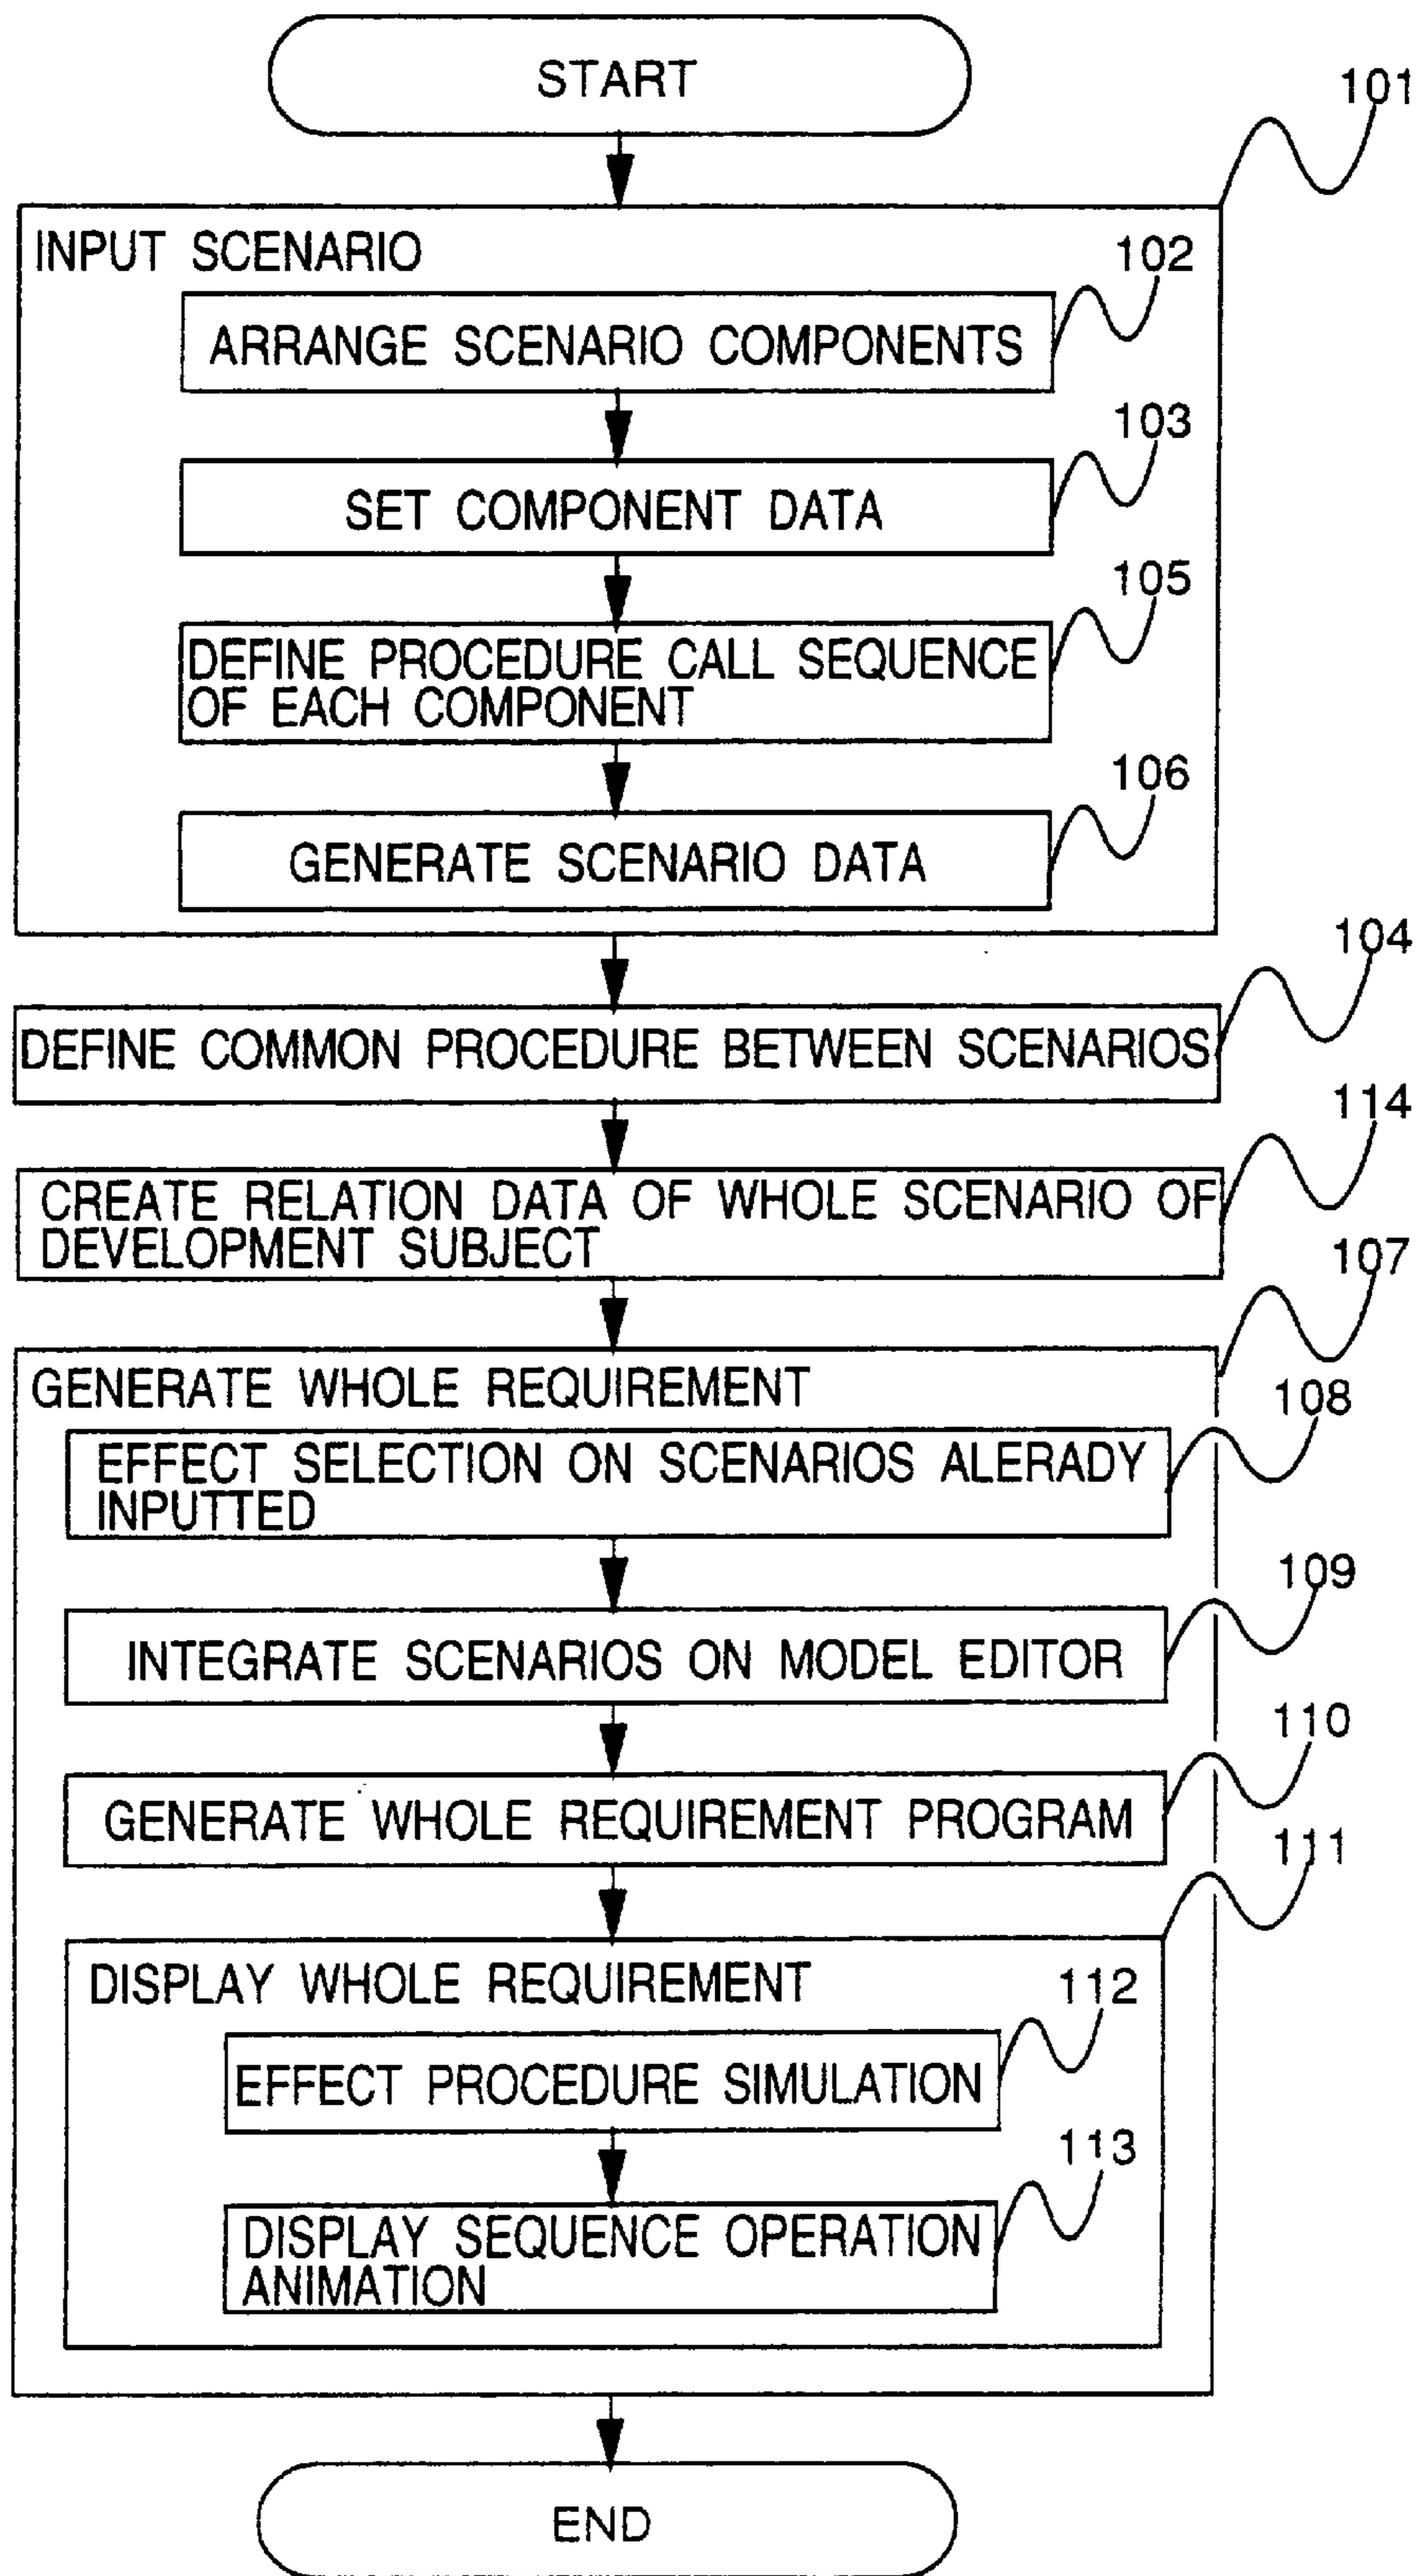 START
101
INPUT SCENARIO
102
ARRANGE SCENARIO COMPONENTS
103
SET COMPONENT DATA
105
DEFINE PROCEDURE CALL SEQUENCE
OF EACH COMPONENT
106
GENERATE SCENARIO DATA
104
DEFINE COMMON PROCEDURE BETWEEN SCENARIOS
114
CREATE RELATION DATA OF WHOLE SCENARIO OF
DEVELOPMENT SUBJECT
107
GENERATE WHOLE REQUIREMENT
108
EFFECT SELECTION ON SCENARIOS ALERADY
INPUTTED
109
INTEGRATE SCENARIOS ON MODEL EDITOR
110
GENERATE WHOLE REQUIREMENT PROGRAM
111
DISPLAY WHOLE REQUIREMENT
112
EFFECT PROCEDURE SIMULATION
113
DISPLAY SEQUENCE OPERATION
ANIMATION
END